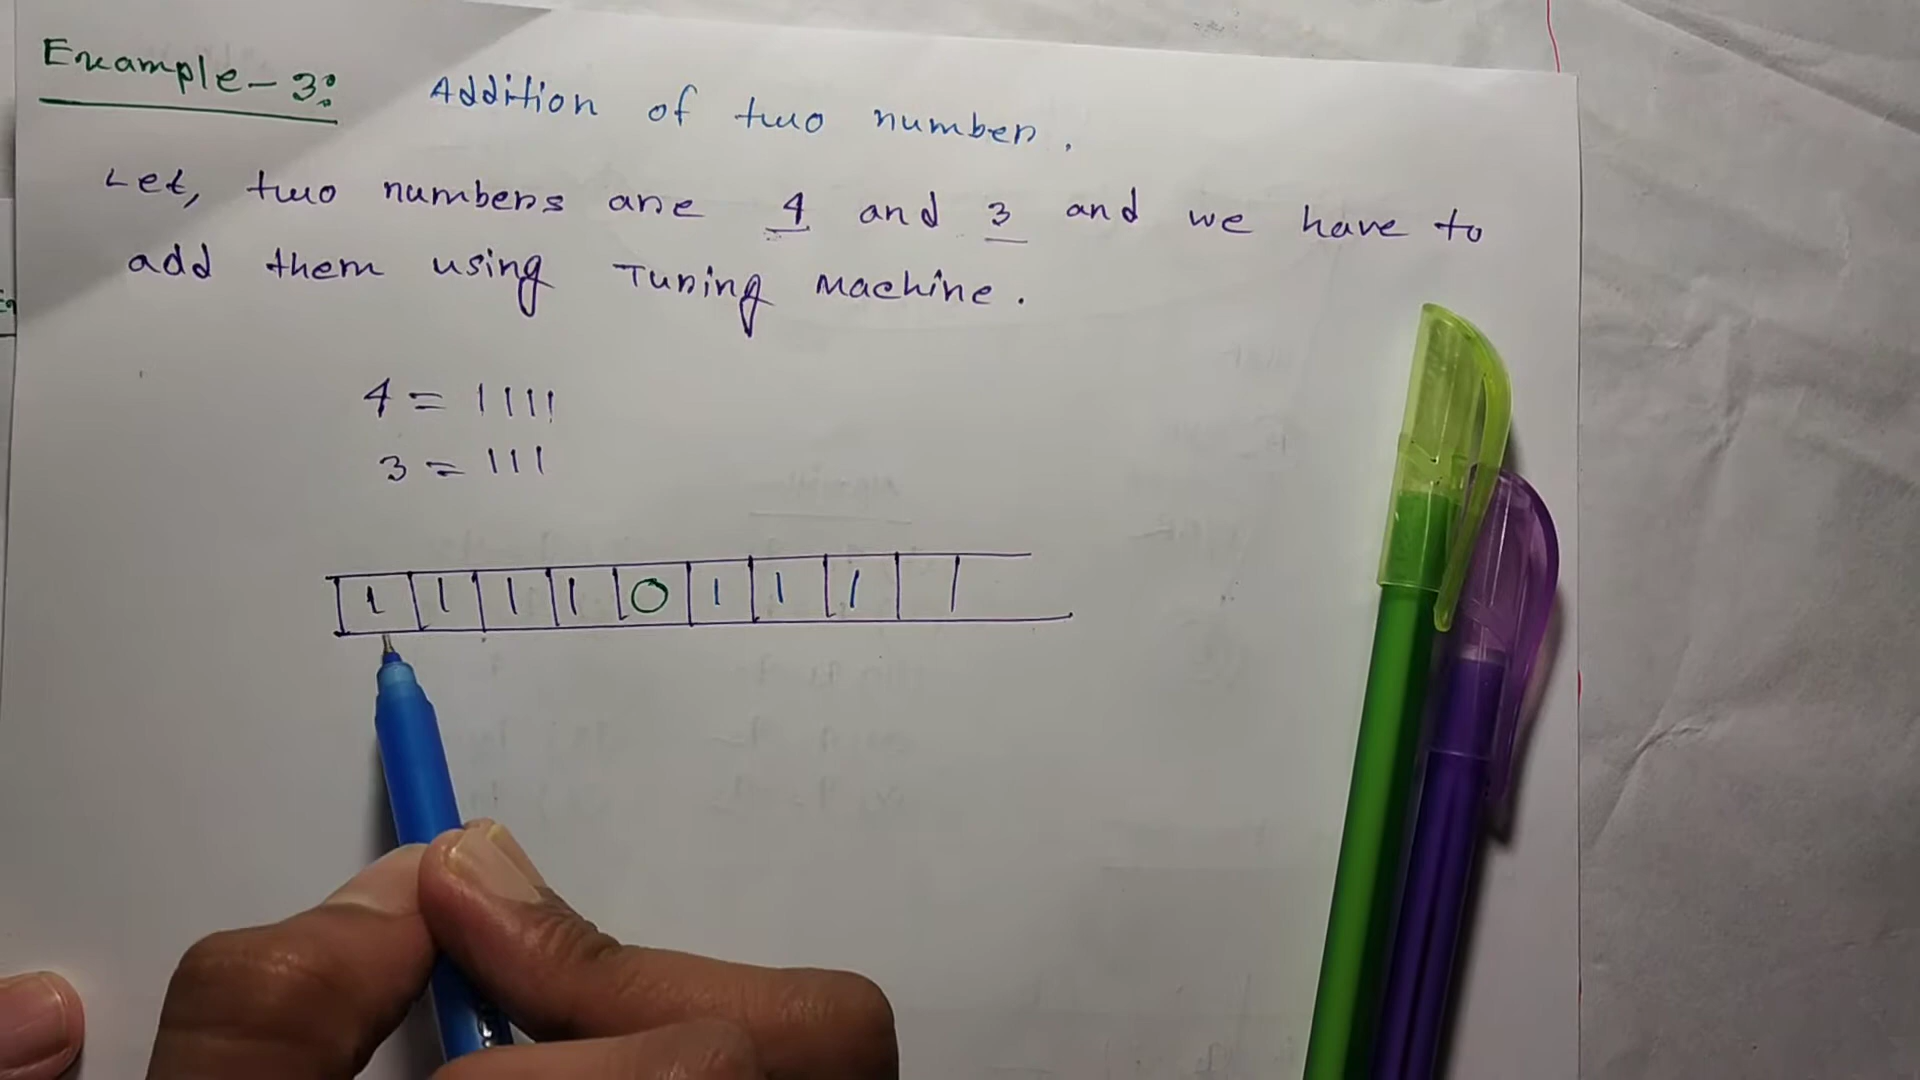 Example-3:
Addition of two number.
Let, two numbers are 4 and 3 and we have to
add them using Turing Machine.
4 = 1111
3 = 111
1 1 1 1 0 1 1 1